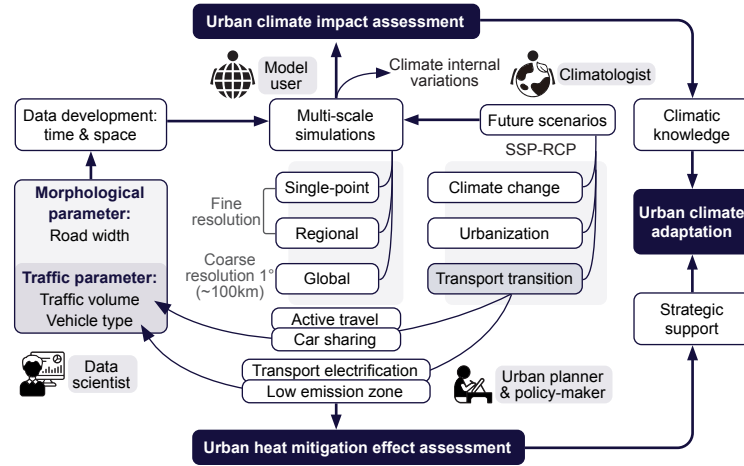 Urban climate impact assessment
Model
user
Climate internal
variations
Climatologist
Data development:
time & space
Multi-scale
simulations
Future scenarios
Climatic
knowledge
SSP-RCP
Morphological
parameter:
Road width
Fine
resolution
Single-point
Climate change
Regional
Urbanization
Urban climate
adaptation
Traffic parameter:
Traffic volume
Vehicle type
Coarse
resolution 1°
(~100km)
Global
Transport transition
Active travel
Car sharing
Strategic
support
Data
scientist
Transport electrification
Low emission zone
Urban planner
& policy-maker
Urban heat mitigation effect assessment